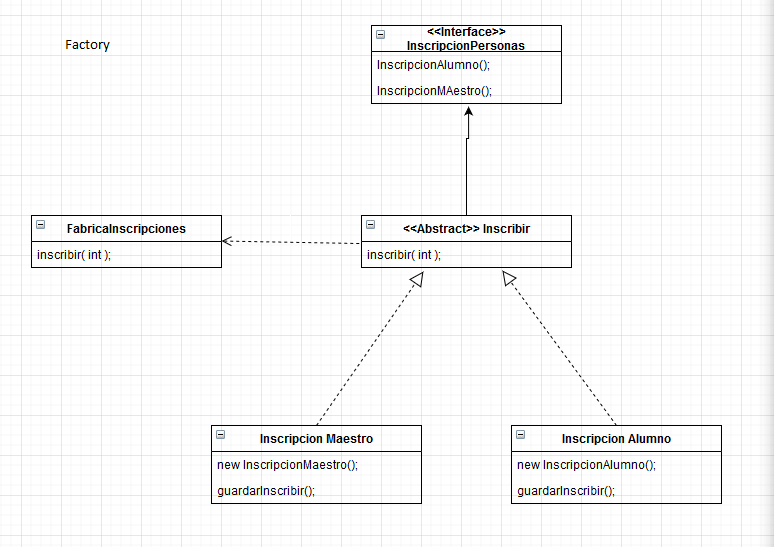 Factory
<<Interface>>
InscripcionPersonas
InscripcionAlumno();
InscripcionMAestro();
FabricaInscripciones
inscribir( int );
<<Abstract>> Inscribir
inscribir( int );
Inscripcion Maestro
new InscripcionMaestro();
guardarInscribir();
Inscripcion Alumno
new InscripcionAlumno();
guardarInscribir();